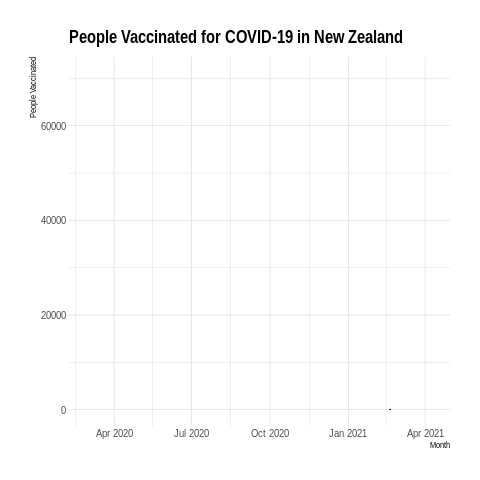 People Vaccinated for COVID-19 in New Zealand
People Vaccinated
60000
40000
20000
0
Apr 2020 Jul 2020 Oct 2020 Jan 2021 Apr 2021
Month